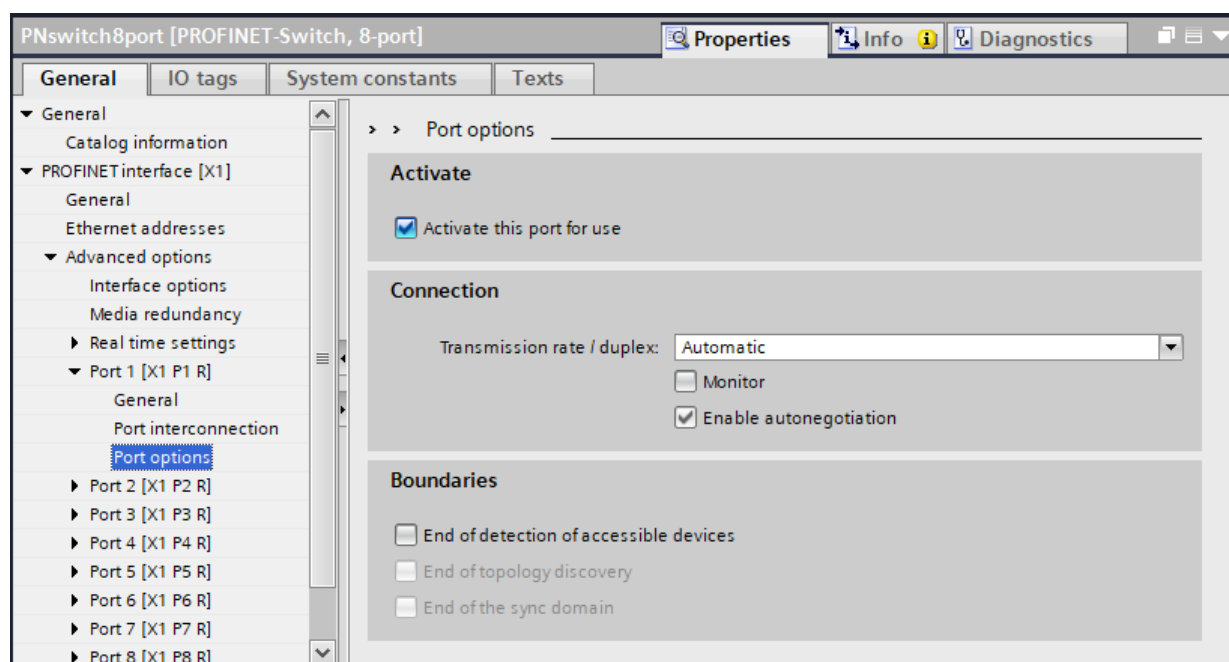 PNswitch8port [PROFINET-Switch, 8-port]
Properties
Info
Diagnostics
General
IO tags
System constants
Texts
General
Catalog information
PROFINET interface [X1]
General
Ethernet addresses
Advanced options
Interface options
Media redundancy
Real time settings
Port 1 [X1 P1 R]
General
Port interconnection
Port options
Port 2 [X1 P2 R]
Port 3 [X1 P3 R]
Port 4 [X1 P4 R]
Port 5 [X1 P5 R]
Port 6 [X1 P6 R]
Port 7 [X1 P7 R]
Port 8 [X1 P8 R]
> > Port options
Activate
Activate this port for use
Connection
Transmission rate / duplex: Automatic
Monitor
Enable autonegotiation
Boundaries
End of detection of accessible devices
End of topology discovery
End of the sync domain